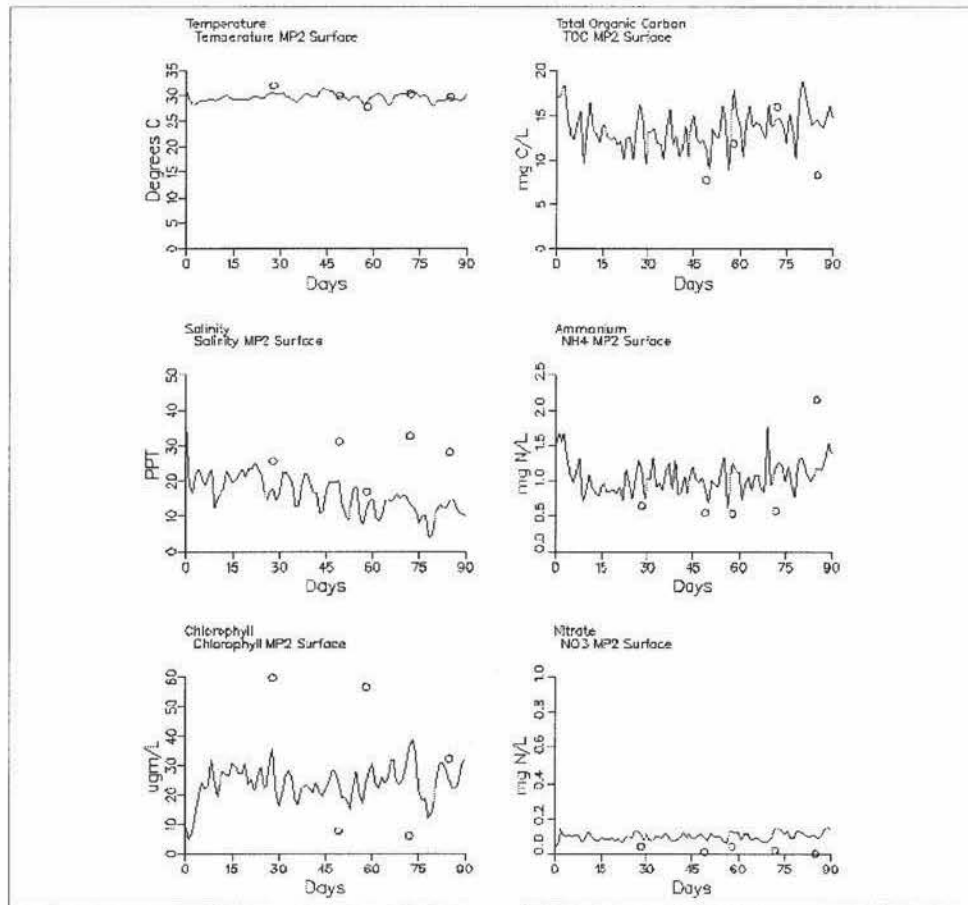 Temperature
Temperature MP2 Surface
Degrees C
0 5 10 15 20 25 30 35
0 15 30 45 60 75 90
Days
Total Organic Carbon
TOC MP2 Surface
mg C/L
0 5 10 15 20
0 15 30 45 60 75 90
Days
Salinity
Salinity MP2 Surface
PPT
0 10 20 30 40 50
0 15 30 45 60 75 90
Days
Ammonium
NH4 MP2 Surface
mg N/L
0.0 0.5 1.0 1.5 2.0 2.5
0 15 30 45 60 75 90
Days
Chlorophyll
Chlorophyll MP2 Surface
ugm/L
0 10 20 30 40 50 60
0 15 30 45 60 75 90
Days
Nitrate
NO3 MP2 Surface
mg N/L
0.0 0.2 0.4 0.6 0.8 1.0
0 15 30 45 60 75 90
Days